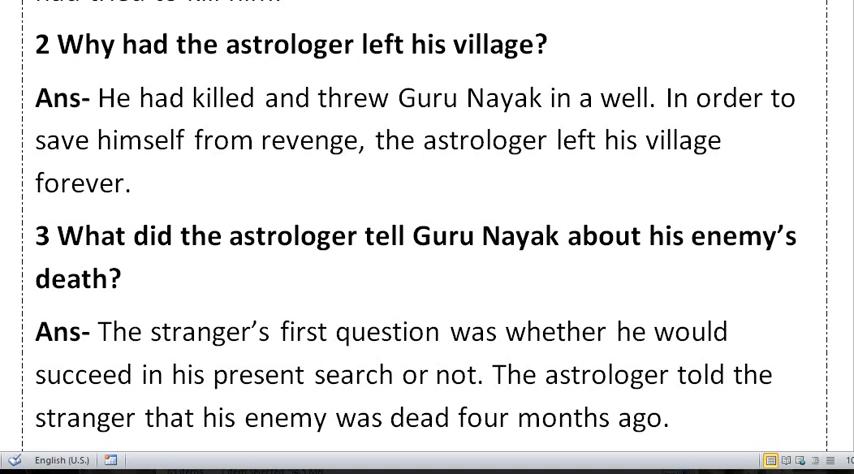 2 Why had the astrologer left his village?
Ans- He had killed and threw Guru Nayak in a well. In order to
save himself from revenge, the astrologer left his village
forever.
3 What did the astrologer tell Guru Nayak about his enemy’s
death?
Ans- The stranger’s first question was whether he would
succeed in his present search or not. The astrologer told the
stranger that his enemy was dead four months ago.
English (U.S.)